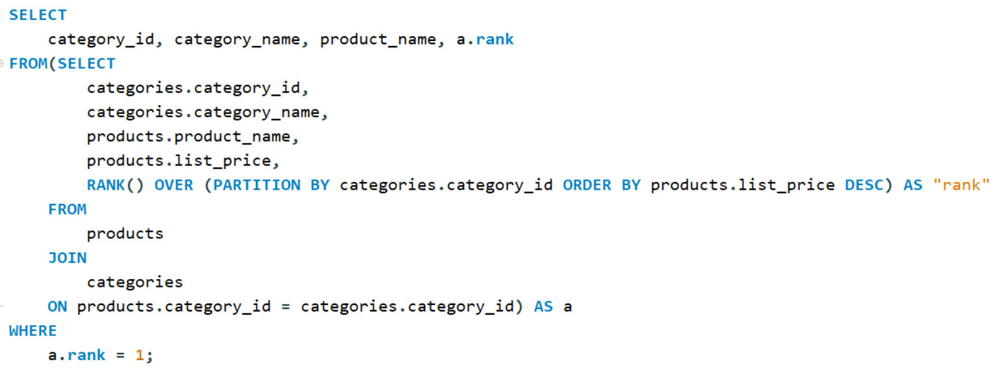 SELECT
category_id, category_name, product_name, a.rank
FROM(SELECT
categories.category_id,
categories.category_name,
products.product_name,
products.list_price,
RANK() OVER (PARTITION BY categories.category_id ORDER BY products.list_price DESC) AS "rank"
FROM
products
JOIN
categories
ON products.category_id = categories.category_id) AS a
WHERE
a.rank = 1;